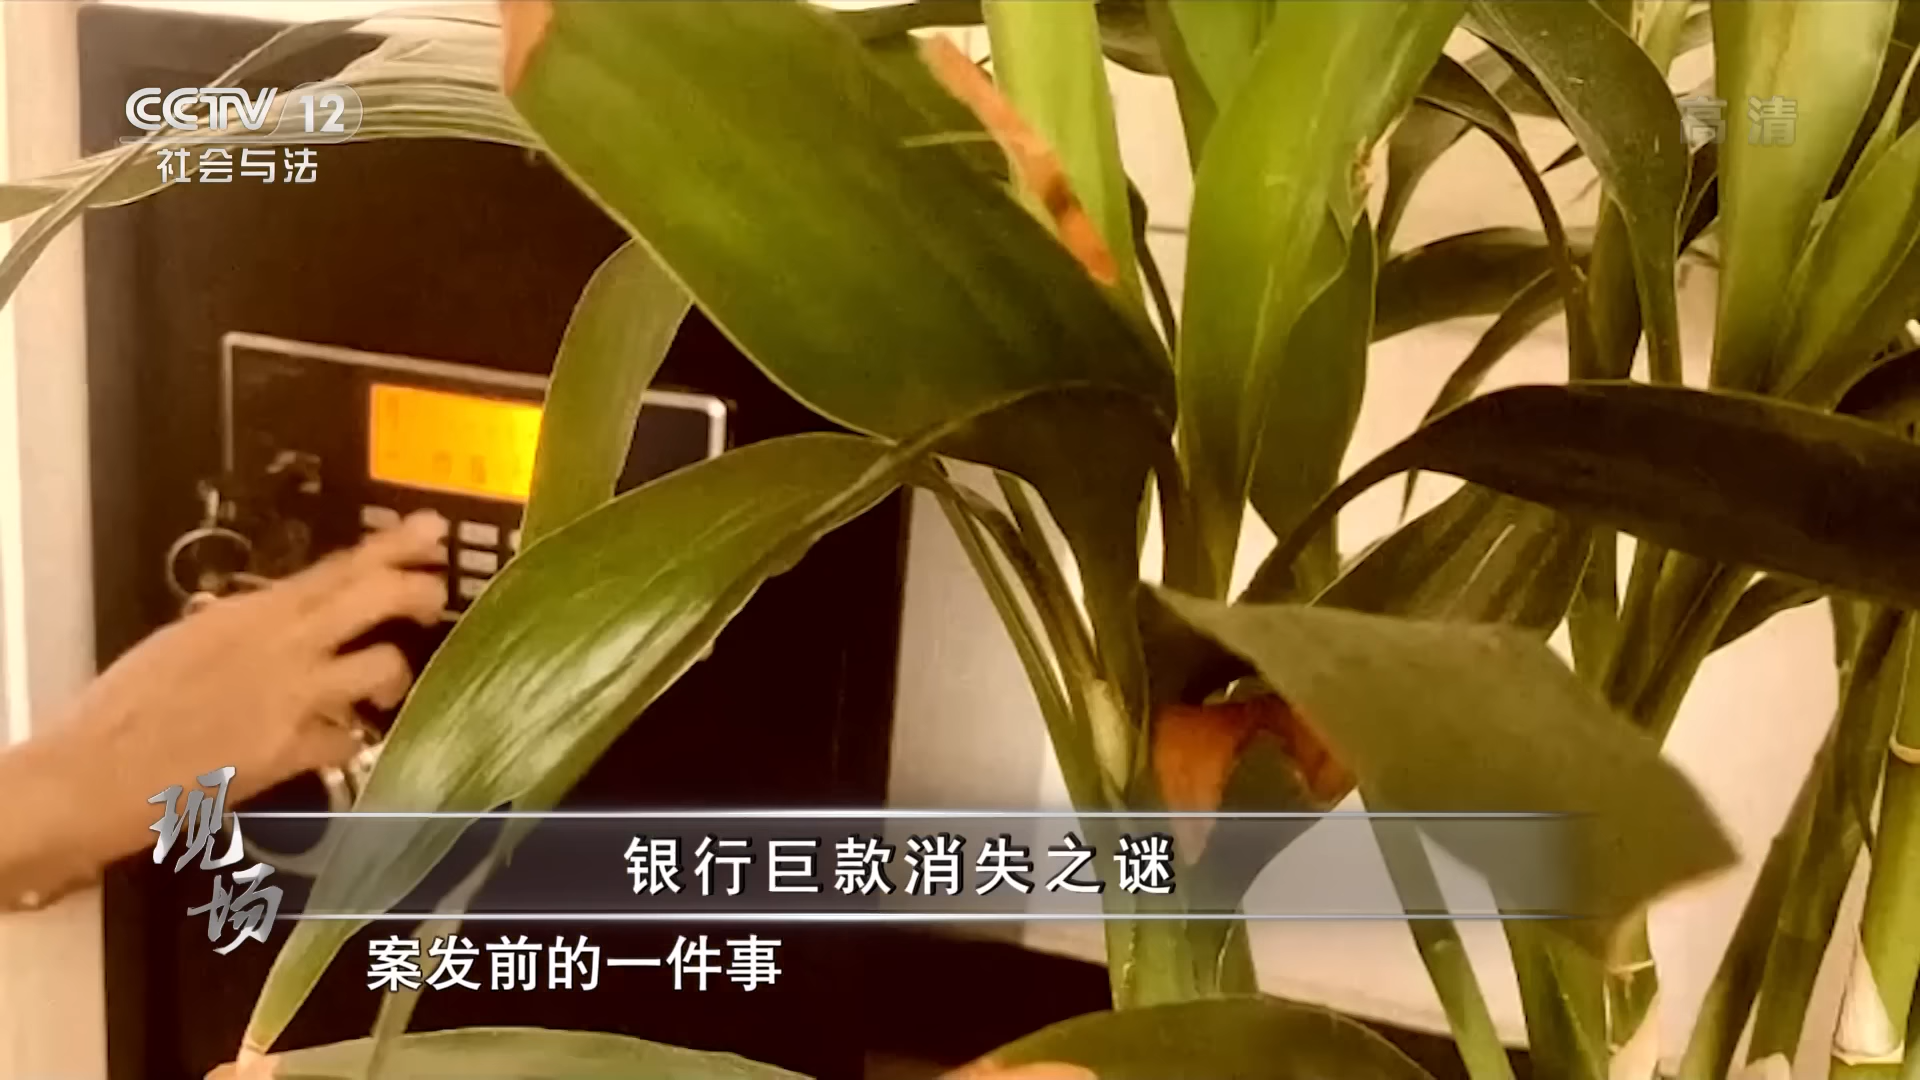 CCTV 12
社会与法
高清
现场
银行巨款消失之谜
案发前的一件事